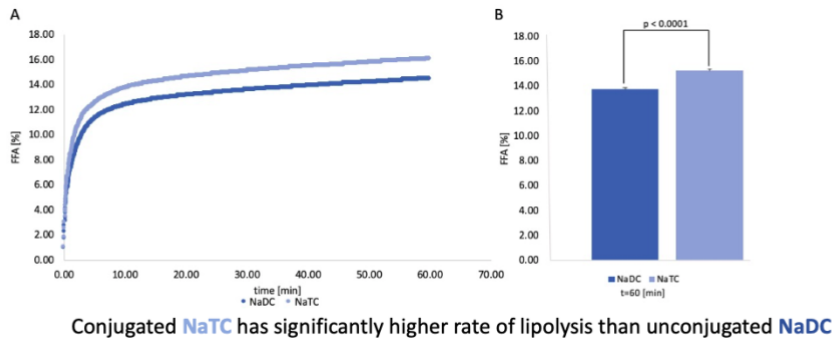 A
18.00
16.00
14.00
12.00
10.00
8.00
6.00
4.00
2.00
0.00
FFA [%]
0.00 10.00 20.00 30.00 40.00 50.00 60.00 70.00
time [min]
NaDC NaTC
B
p < 0.0001
18.00
16.00
14.00
12.00
10.00
8.00
6.00
4.00
2.00
0.00
FFA [%]
NaDC NaTC
t=60 [min]
Conjugated NaTC has significantly higher rate of lipolysis than unconjugated NaDC